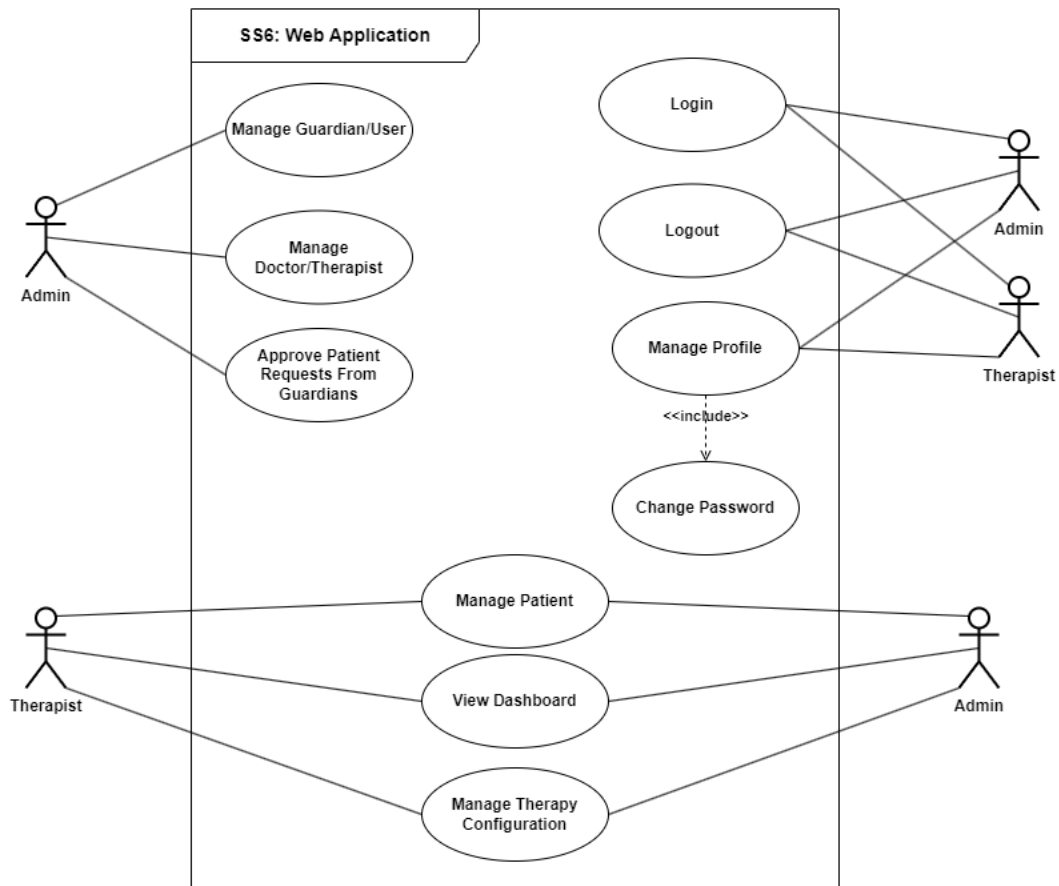 SS6: Web Application
Manage Guardian/User
Login
Admin
Manage
Doctor/Therapist
Logout
Admin
Approve Patient
Requests From
Guardians
Manage Profile
Therapist
<<include>>
Change Password
Manage Patient
Therapist
View Dashboard
Admin
Manage Therapy
Configuration